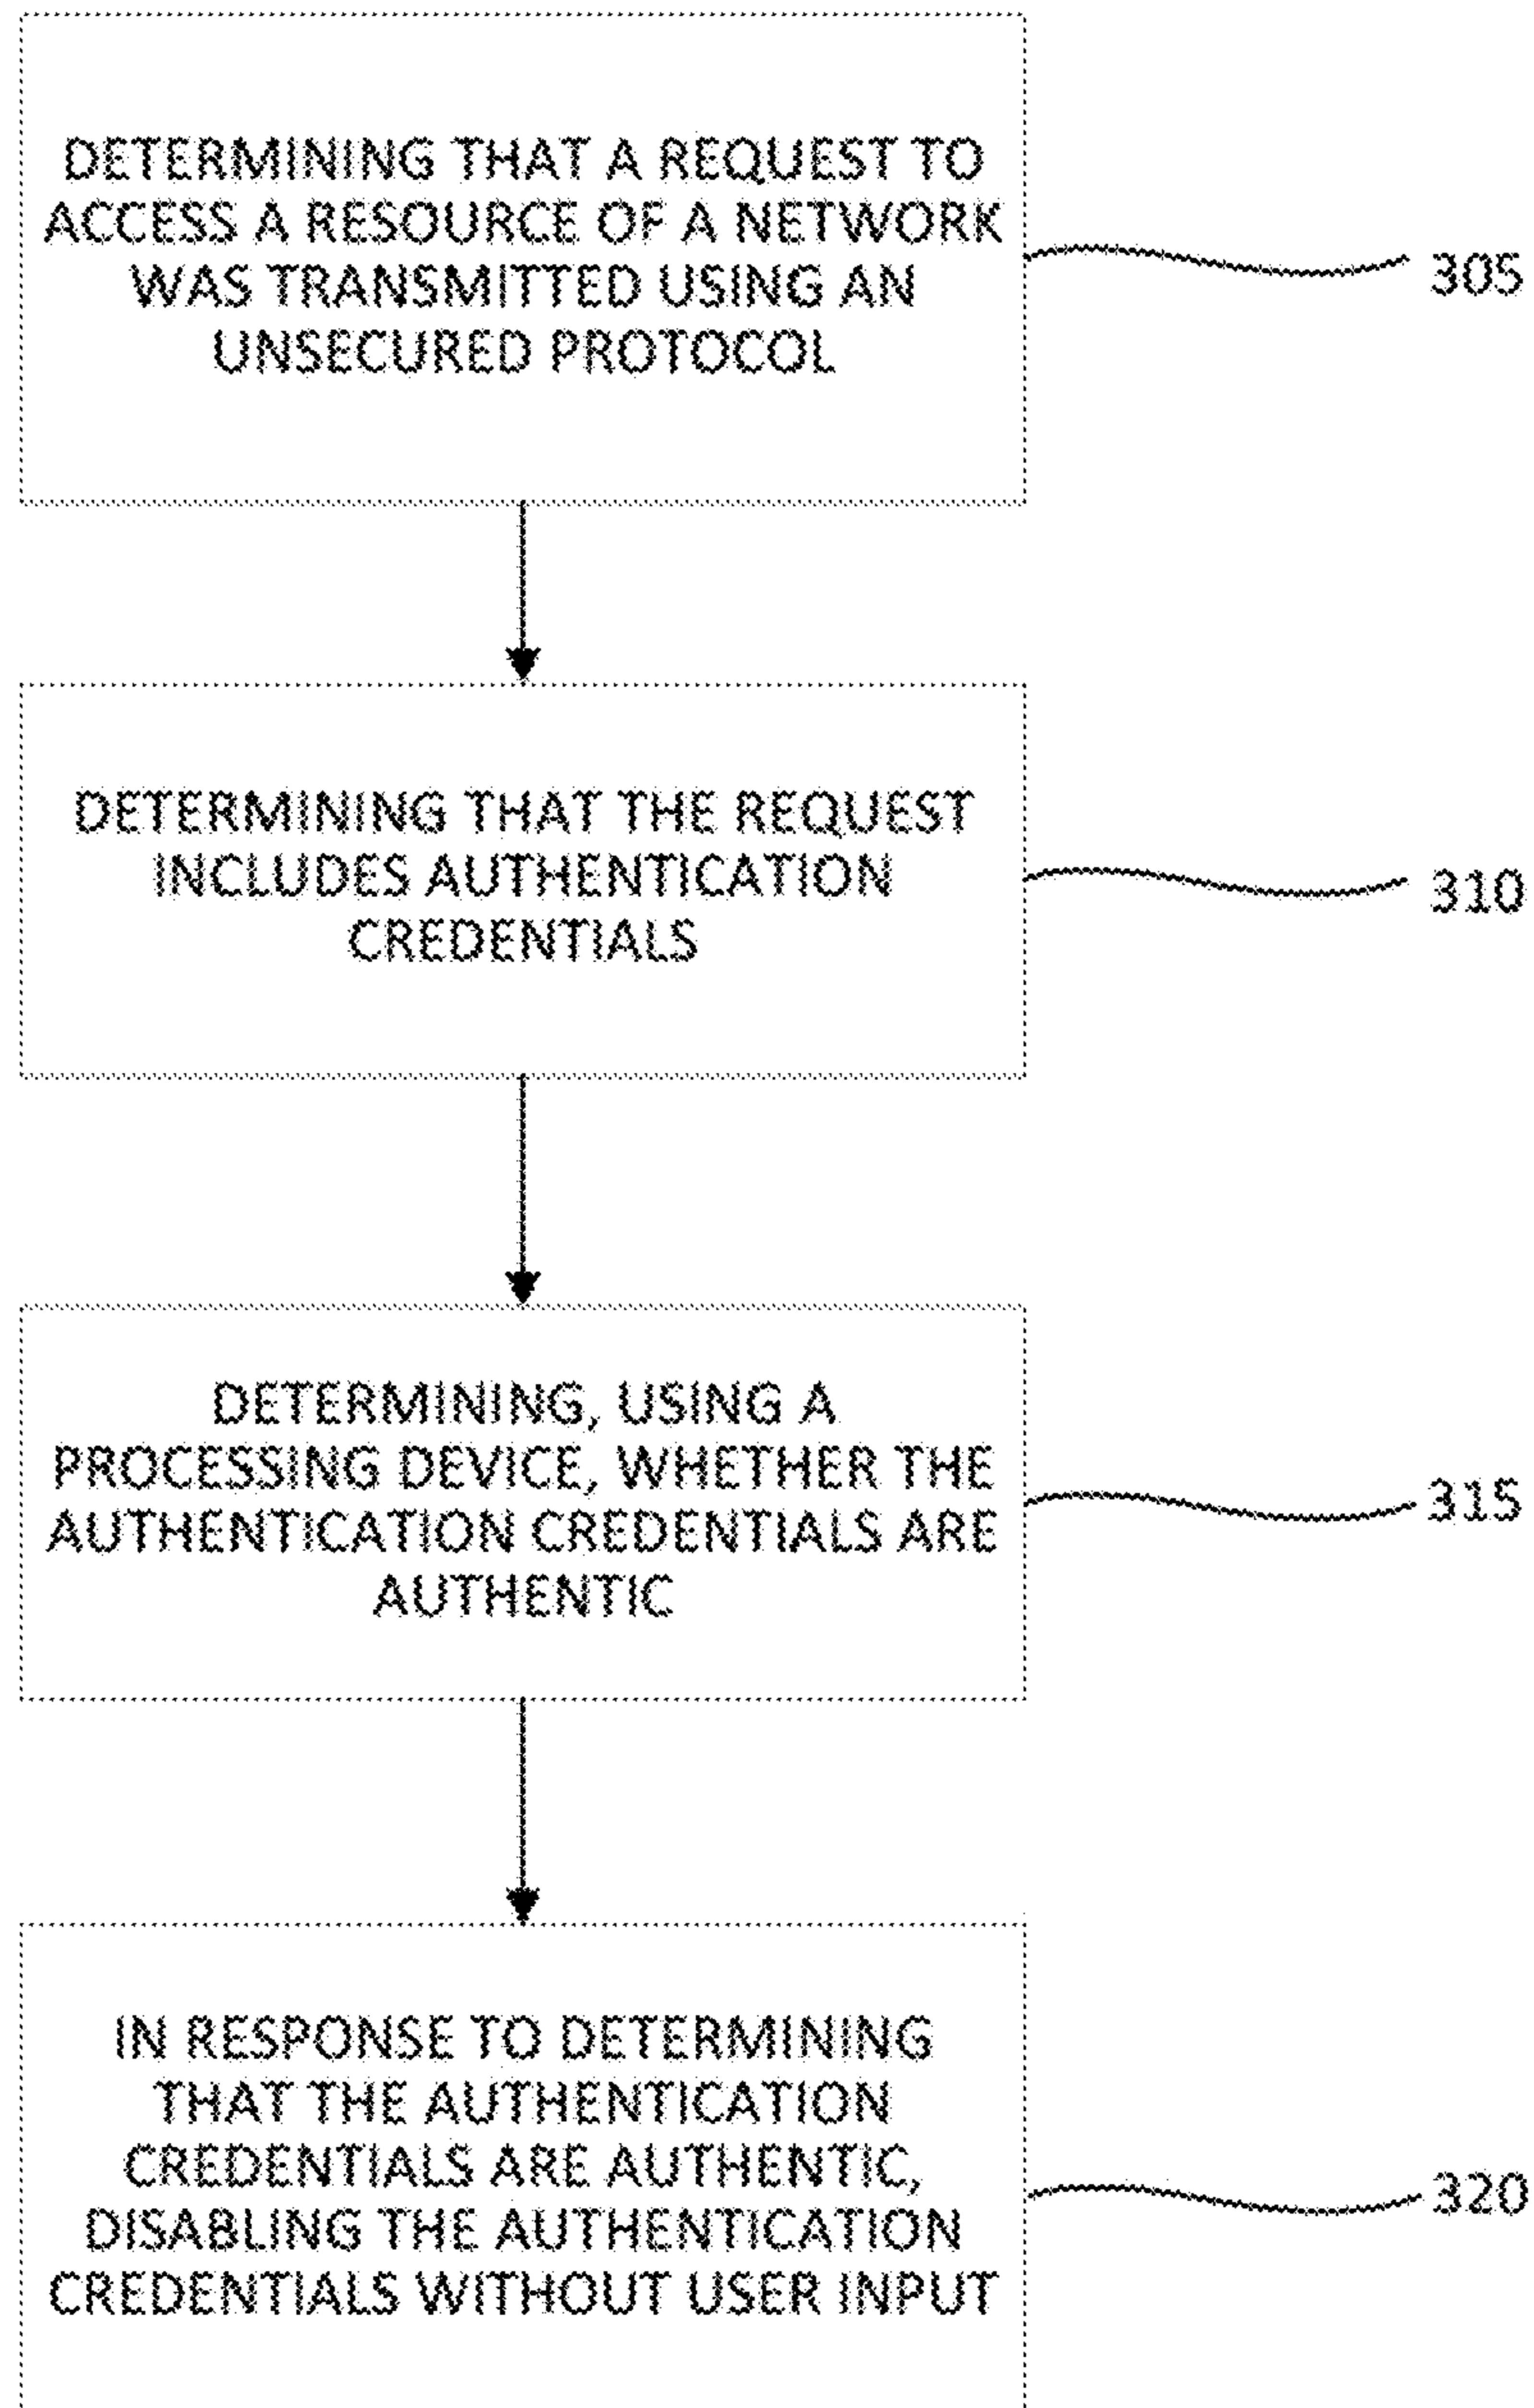 DETERMINING THAT A REQUEST TO
ACCESS A RESOURCE OF A NETWORK
WAS TRANSMITTED USING AN
UNSECURED PROTOCOL
305
DETERMINING THAT THE REQUEST
INCLUDES AUTHENTICATION
CREDENTIALS
310
DETERMINING, USING A
PROCESSING DEVICE, WHETHER THE
AUTHENTICATION CREDENTIALS ARE
AUTHENTIC
315
IN RESPONSE TO DETERMINING
THAT THE AUTHENTICATION
CREDENTIALS ARE AUTHENTIC,
DISABLING THE AUTHENTICATION
CREDENTIALS WITHOUT USER INPUT
320